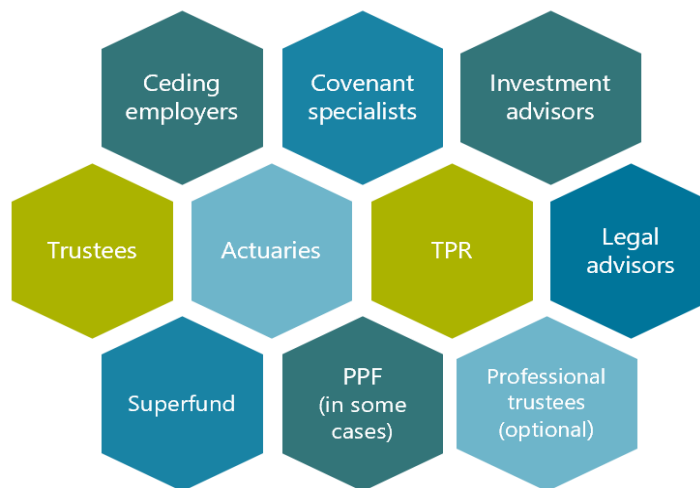 Ceding
employers
Covenant
specialists
Investment
advisors
Trustees
Actuaries
TPR
Legal
advisors
Superfund
PPF
(in some
cases)
Professional
trustees
(optional)